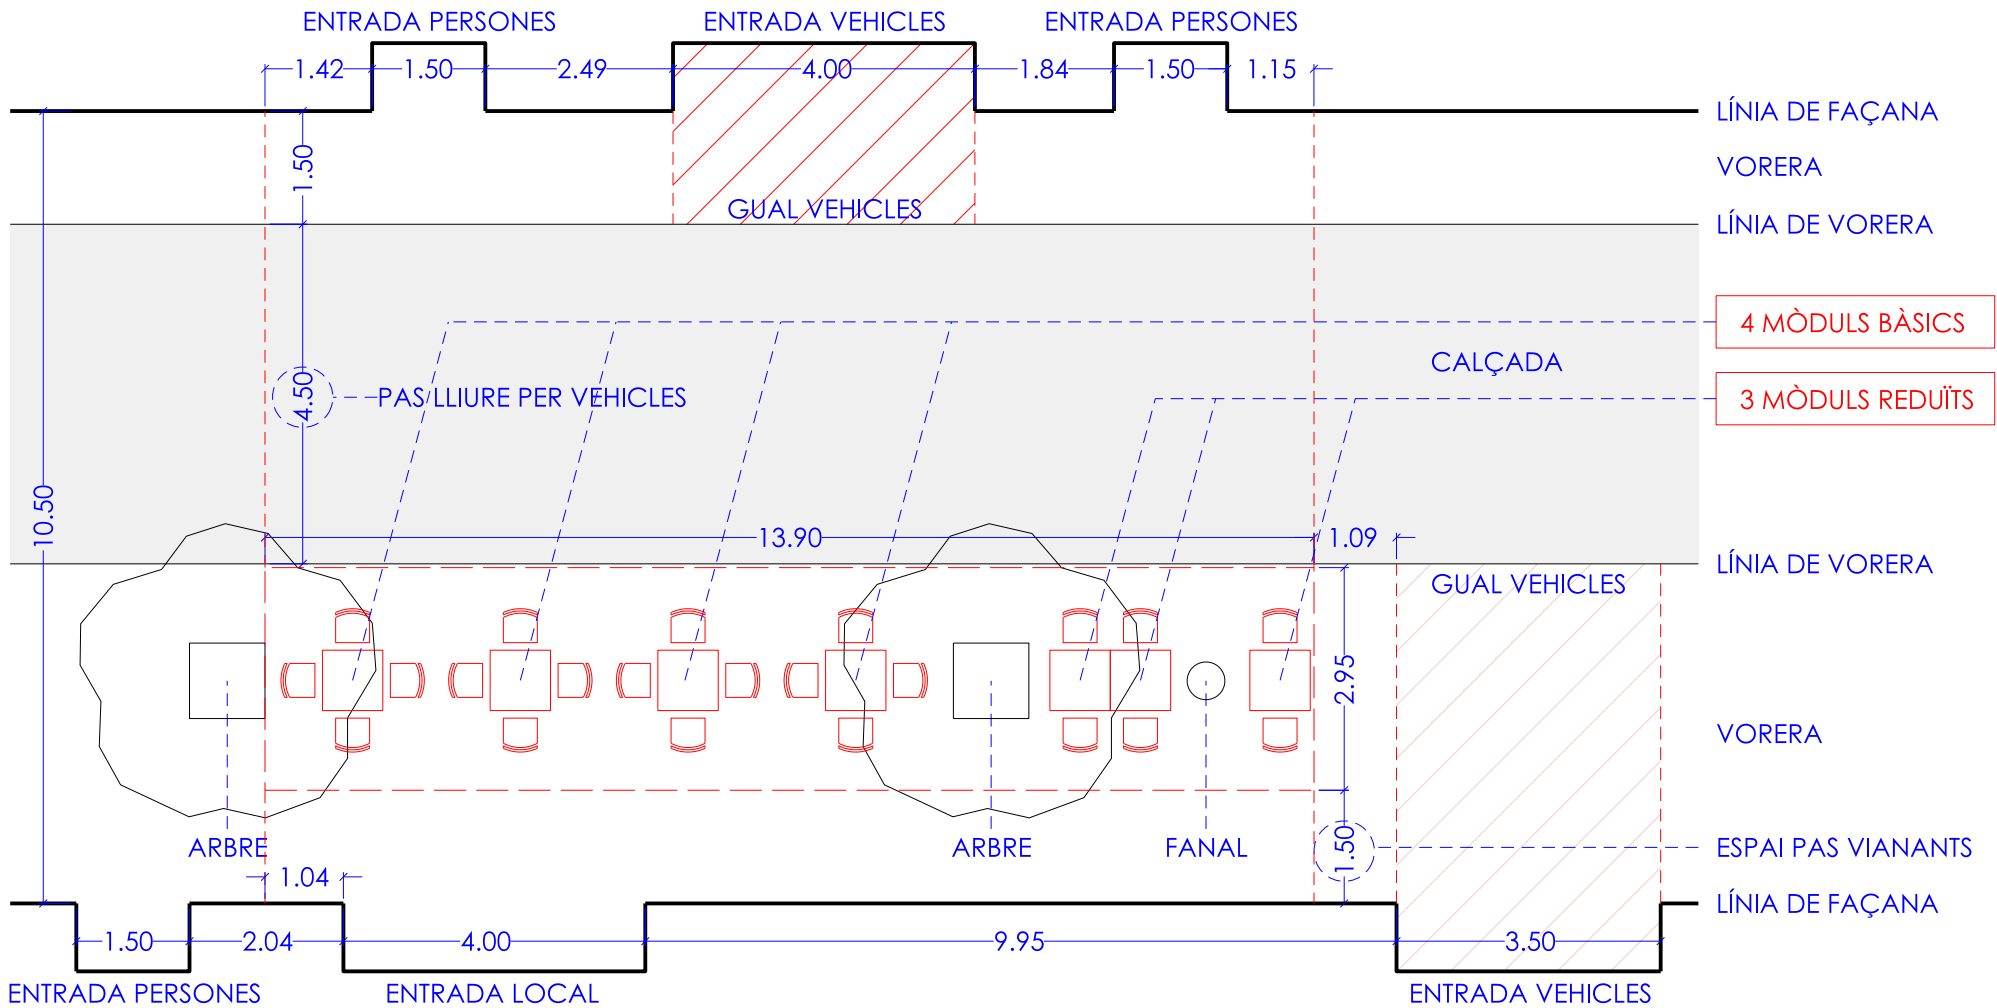 ENTRADA PERSONES
ENTRADA VEHICLES
ENTRADA PERSONES
1.42
1.50
2.49
4.00
1.84
1.50
1.15
LÍNIA DE FAÇANA
1.50
VORERA
GUAL VEHICLES
LÍNIA DE VORERA
4 MÒDULS BÀSICS
CALÇADA
4.50
PAS LLIURE PER VEHICLES
3 MÒDULS REDUÏTS
10.50
13.90
1.09
LÍNIA DE VORERA
GUAL VEHICLES
2.95
VORERA
ARBRE
ARBRE
FANAL
1.50
ESPAI PAS VIANANTS
1.04
LÍNIA DE FAÇANA
1.50
2.04
4.00
9.95
3.50
ENTRADA PERSONES
ENTRADA LOCAL
ENTRADA VEHICLES